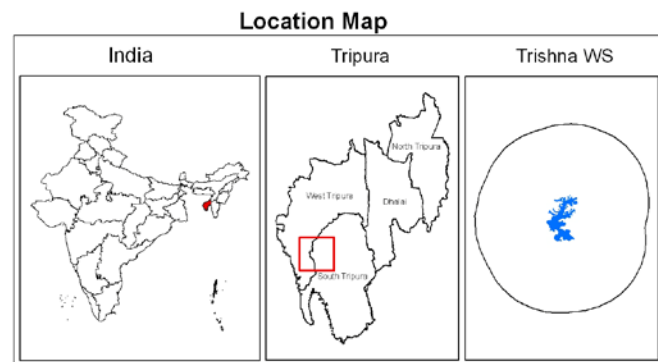 Location Map
India
Tripura
Trishna WS
North Tripura
West Tripura
Dhalai
South Tripura